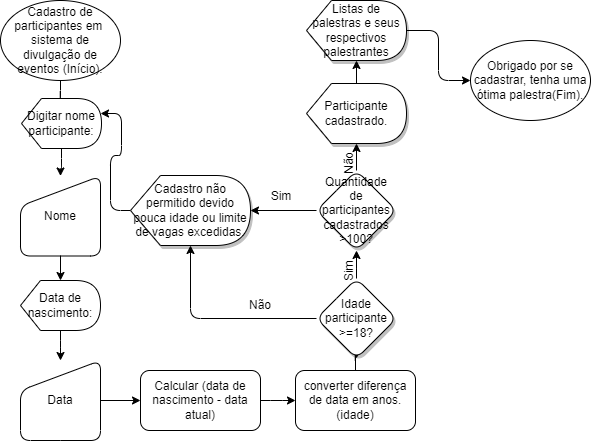 Cadastro de
participantes em
sistema de
divulgação de
eventos (Início).
Digitar nome
participante:
Nome
Data de
nascimento:
Data
Calcular (data de
nascimento - data
atual)
converter diferença
de data em anos.
(idade)
Idade
participante
>=18?
Não
Sim
Cadastro não
permitido devido
pouca idade ou limite
de vagas excedidas.
Quantidade
de
participantes
cadastrados
>100?
Sim
Não
Participante
cadastrado.
Listas de
palestras e seus
respectivos
palestrantes
Obrigado por se
cadastrar, tenha uma
ótima palestra(Fim).